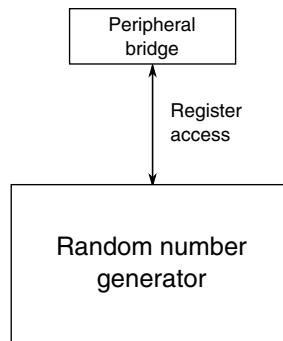 Peripheral
bridge
Register
access
Random number
generator